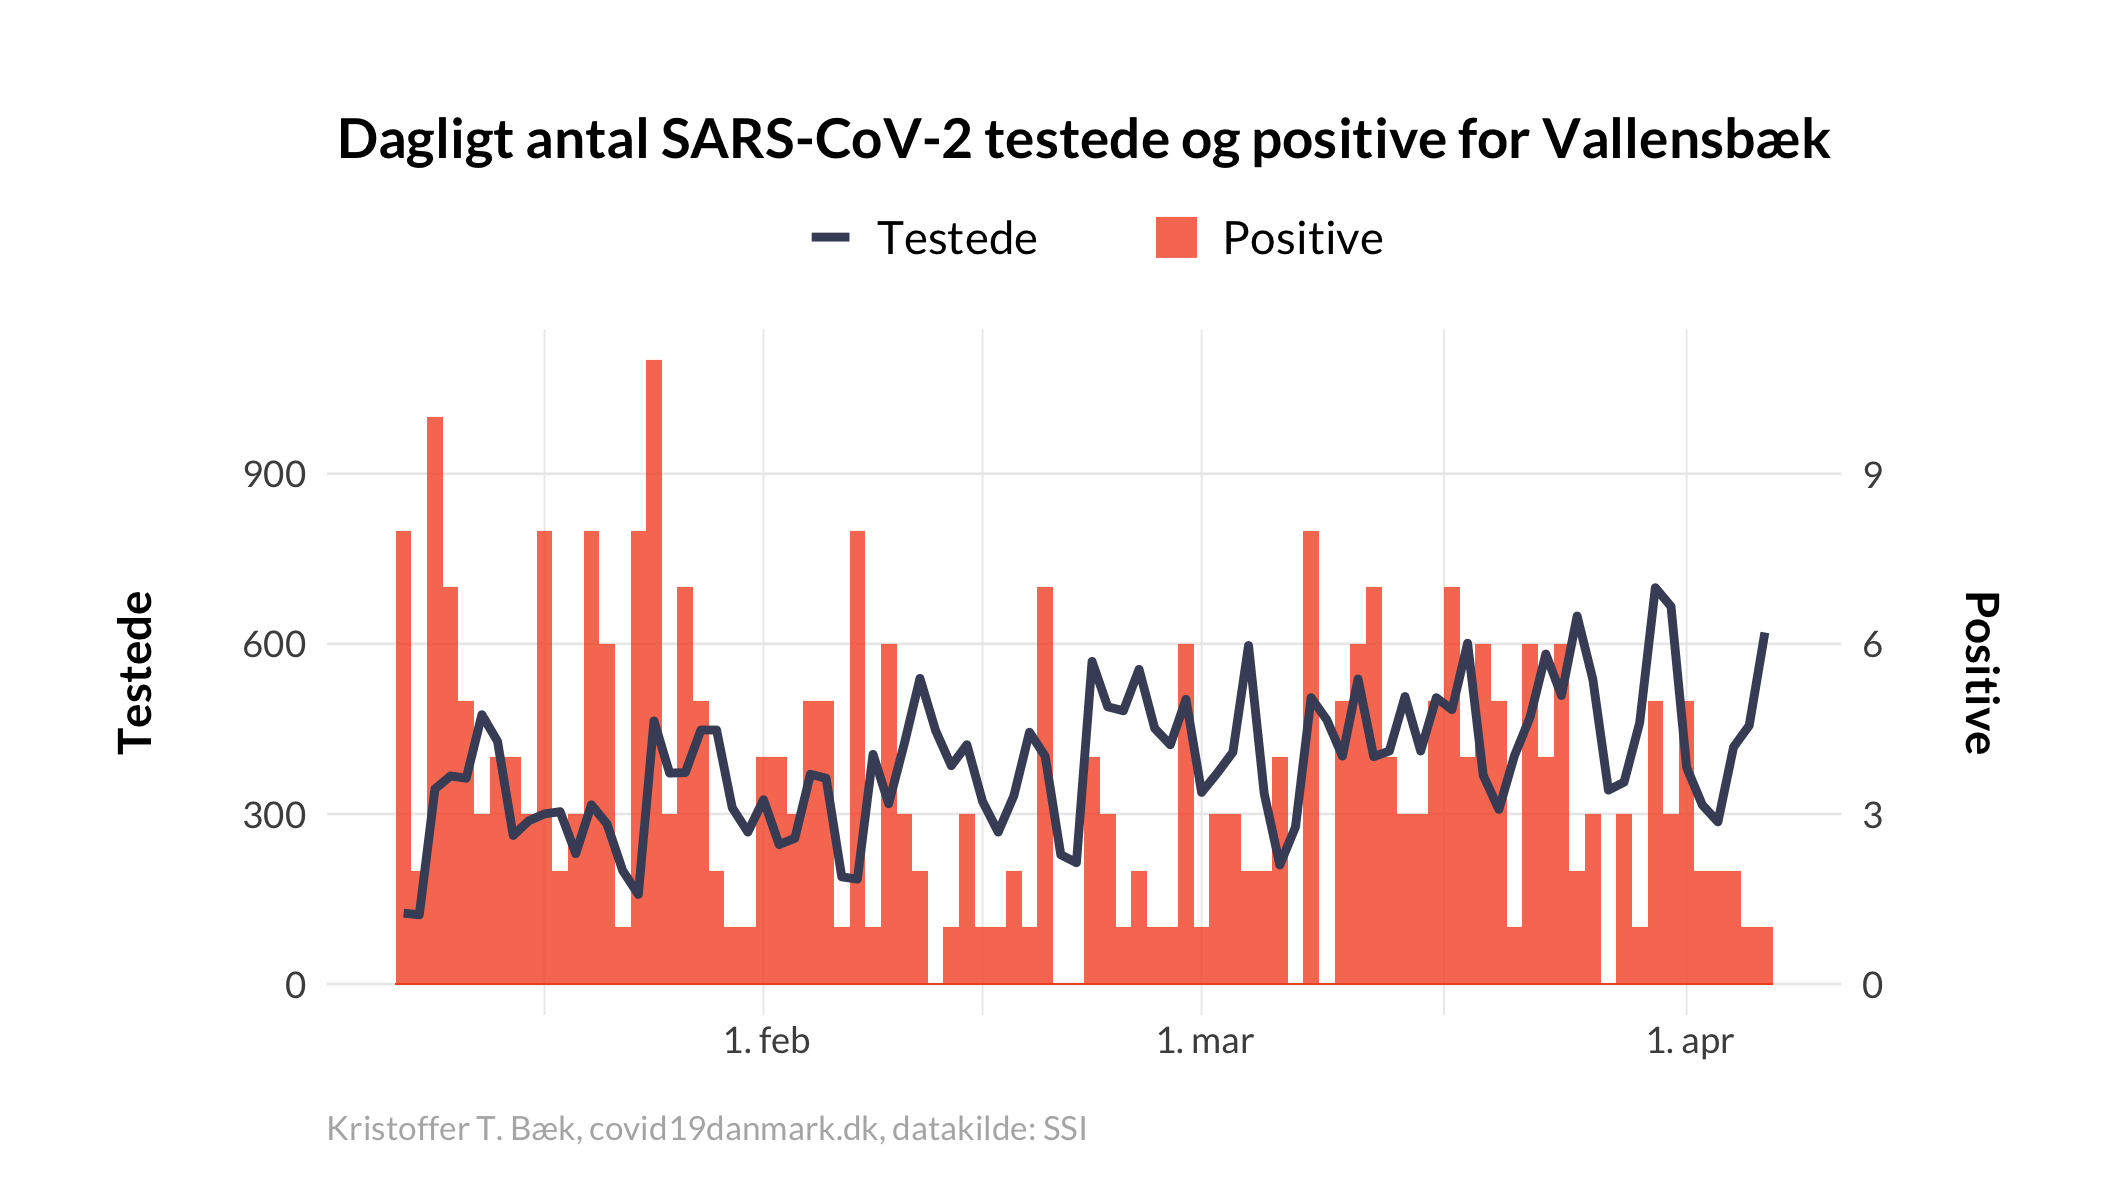 Dagligt antal SARS-CoV-2 testede og positive for Vallensbæk
Testede Positive
900 9
600 6
300 3
0 0
Testede
Positive
1. feb 1. mar 1. apr
Kristoffer T. Bæk, covid19danmark.dk, datakilde: SSI